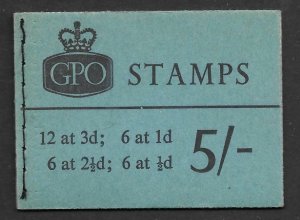 GPO STAMPS
12 at 3d; 6 at 1d
6 at 2½d; 6 at ½d
5/-